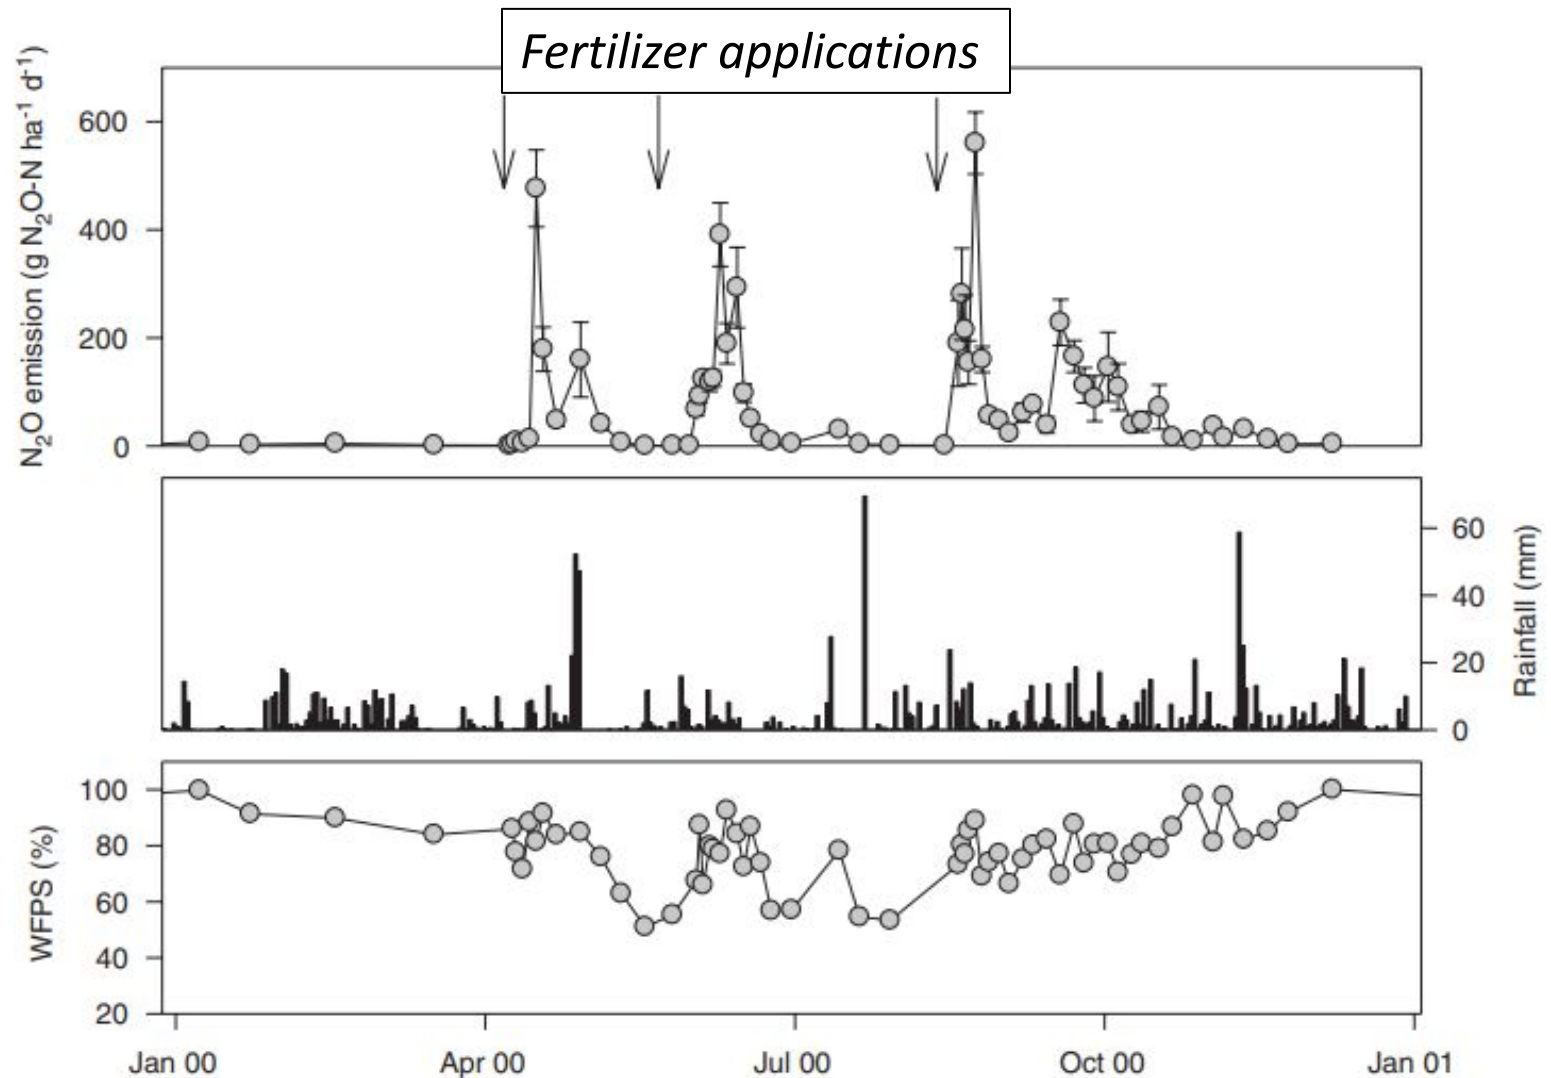 Fertilizer applications
N₂O emission (g N₂O-N ha⁻¹ d⁻¹)
600
400
200
0
Rainfall (mm)
60
40
20
0
WFPS (%)
100
80
60
40
20
Jan 00 Apr 00 Jul 00 Oct 00 Jan 01